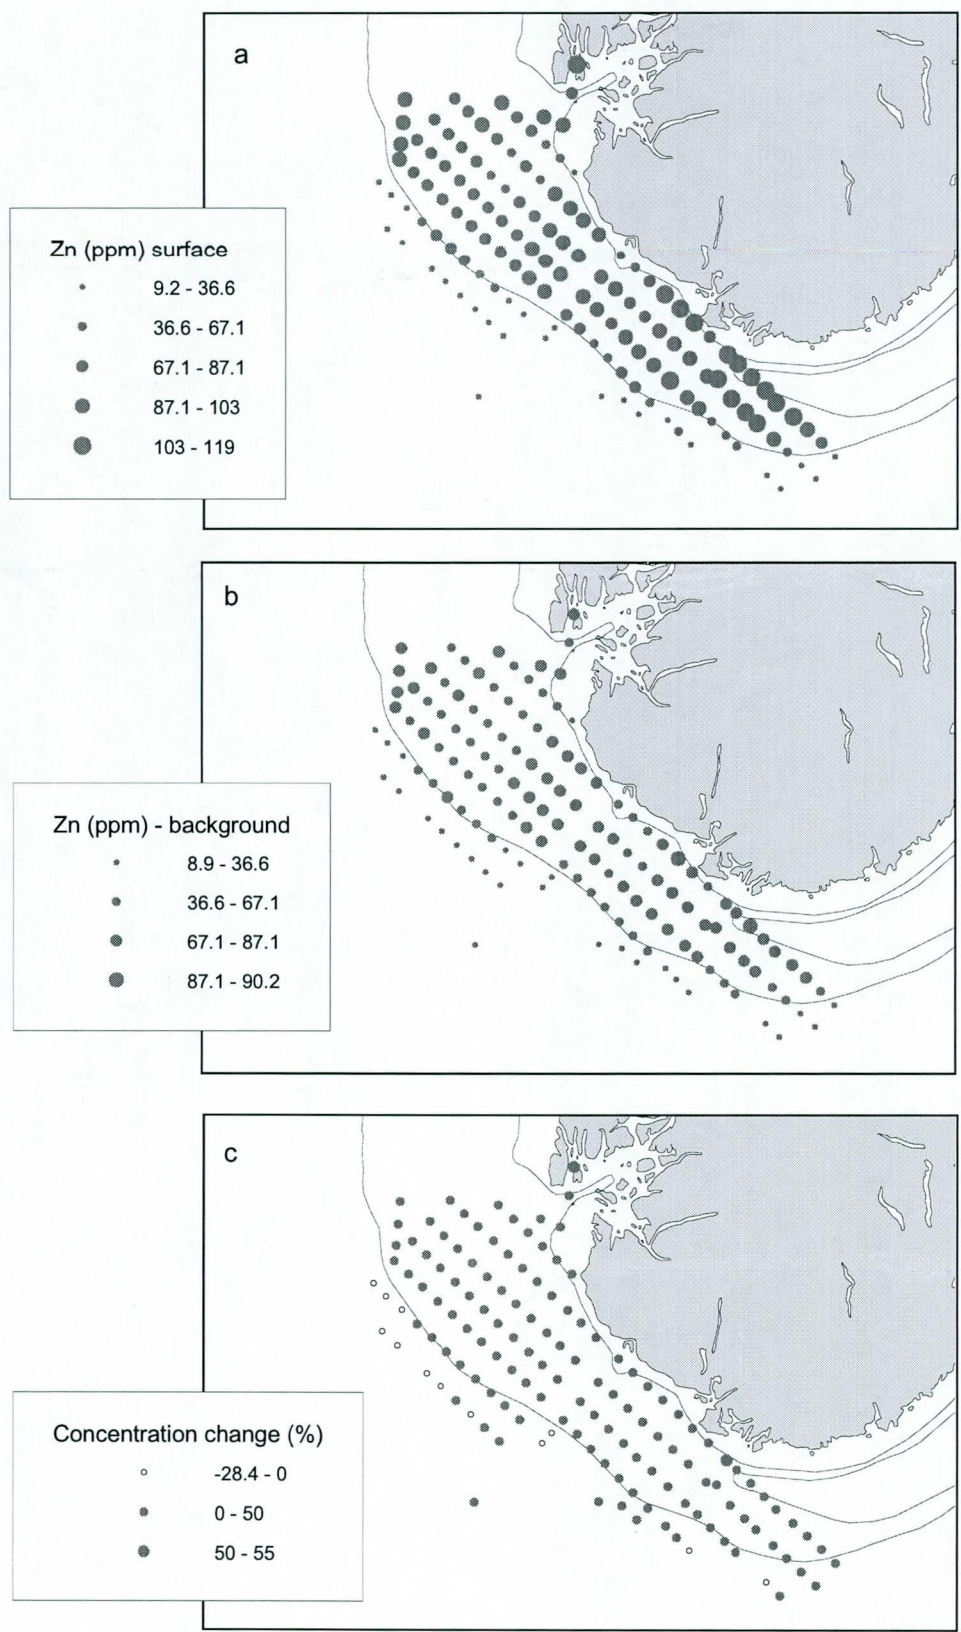 a
Zn (ppm) surface
9.2 - 36.6
36.6 - 67.1
67.1 - 87.1
87.1 - 103
103 - 119
b
Zn (ppm) - background
8.9 - 36.6
36.6 - 67.1
67.1 - 87.1
87.1 - 90.2
c
Concentration change (%)
-28.4 - 0
0 - 50
50 - 55